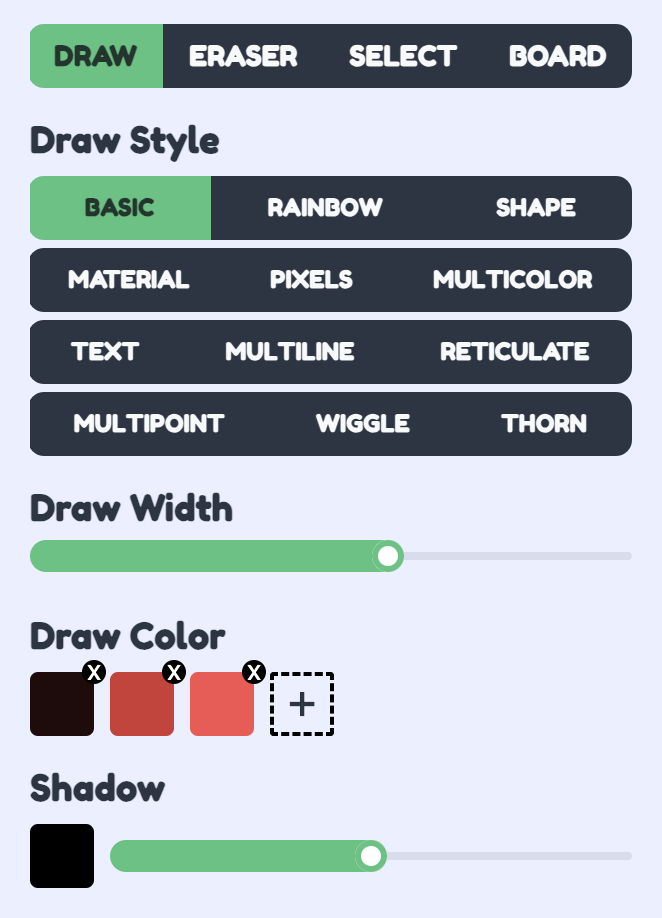 DRAW ERASER SELECT BOARD
Draw Style
BASIC RAINBOW SHAPE
MATERIAL PIXELS MULTICOLOR
TEXT MULTILINE RETICULATE
MULTIPOINT WIGGLE THORN
Draw Width
Draw Color
X X X
+
Shadow